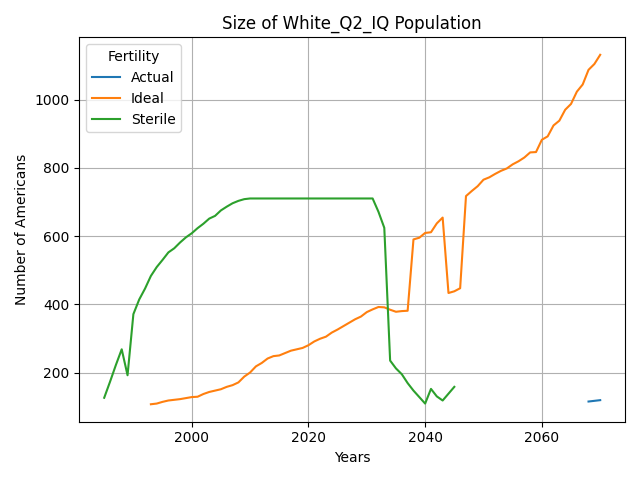 Size of White_Q2_IQ Population
Fertility
Actual
Ideal
Sterile
Number of Americans
1000
800
600
400
200
2000
2020
2040
2060
Years